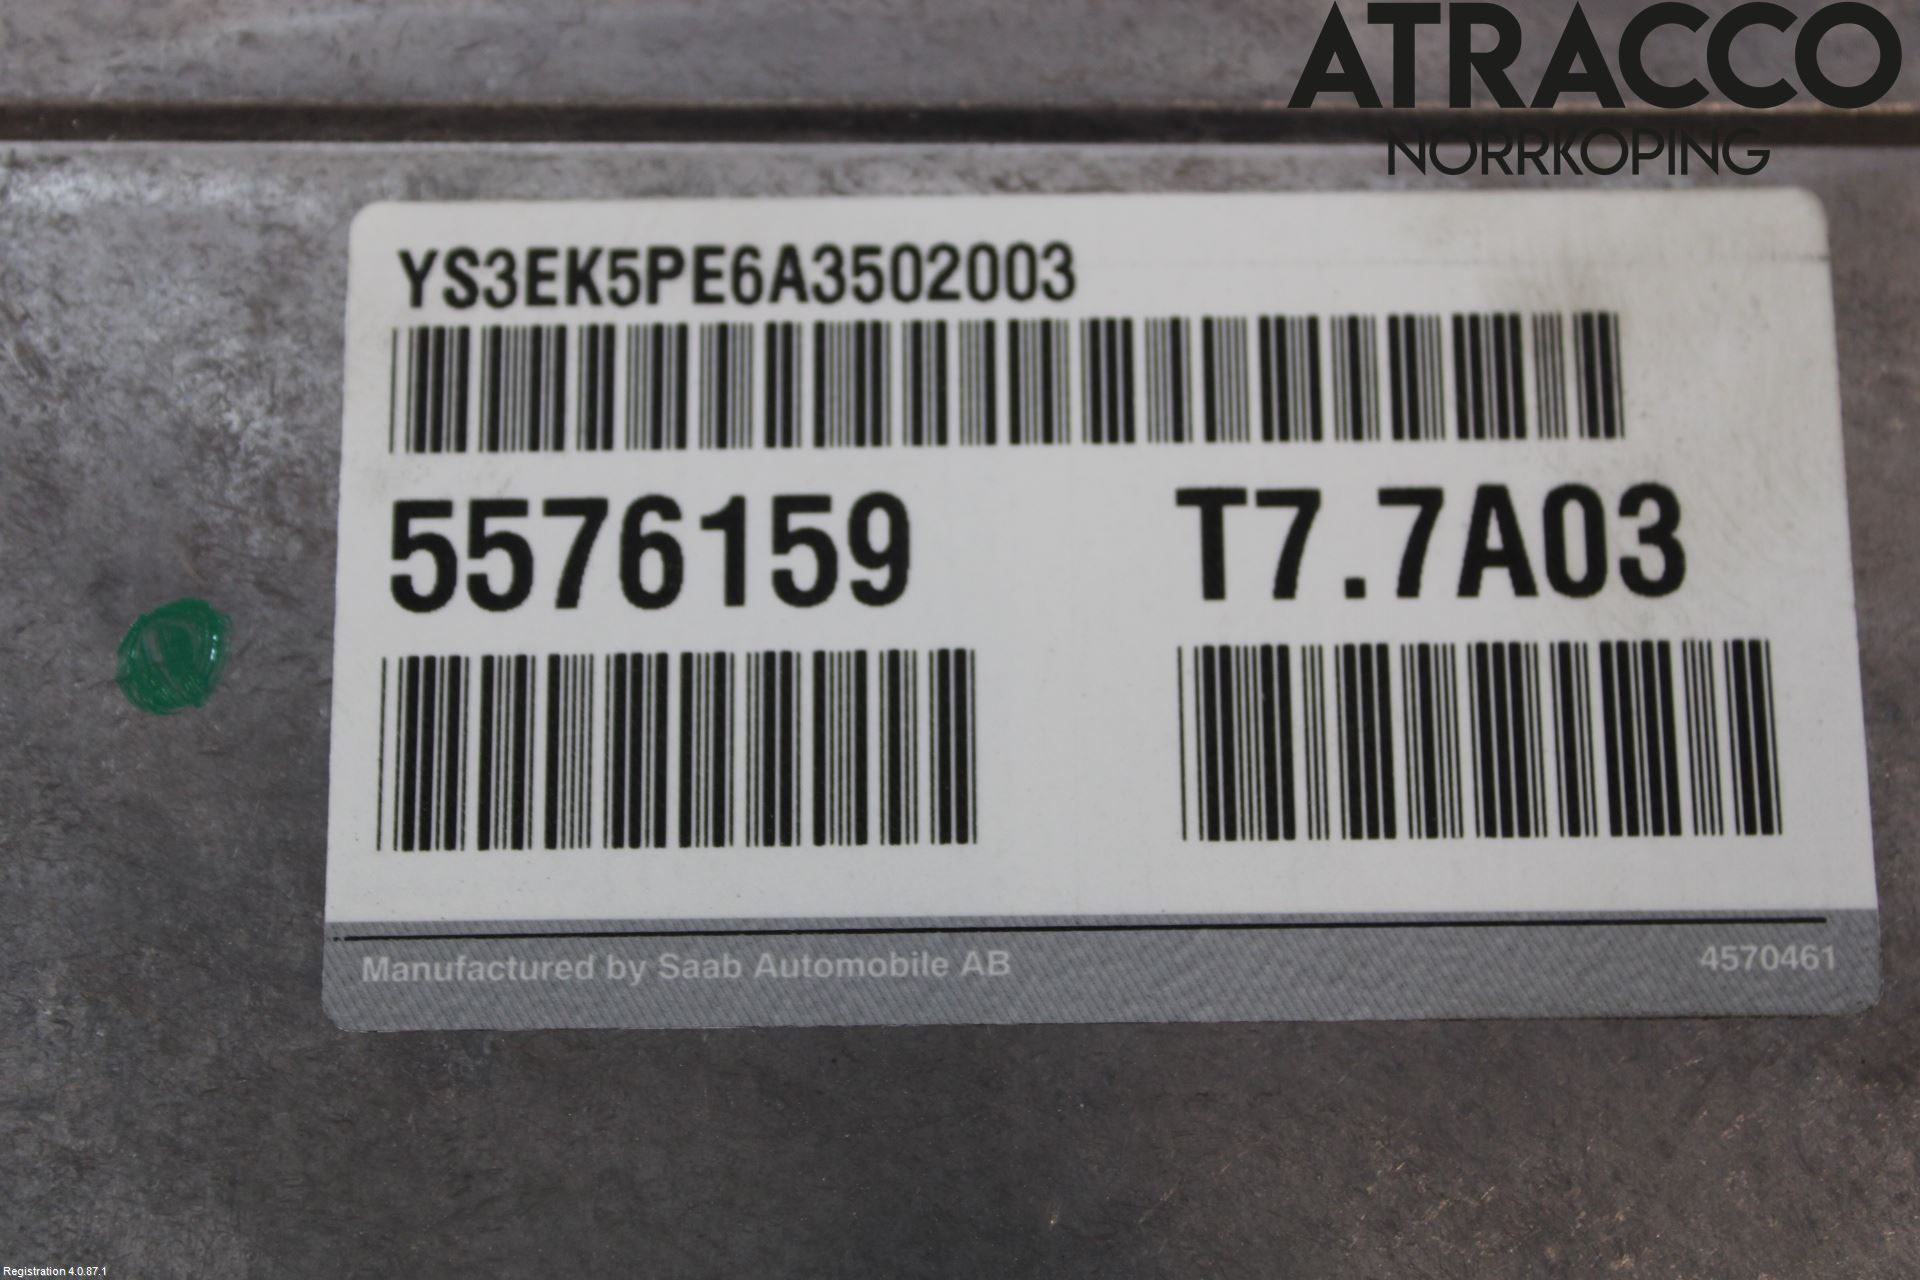 ATRACCO
NORRKOPING
YS3EK5PE6A3502003
5576159 T7.7A03
Manufactured by Saab Automobile AB 4570461
Registration 4.0.87.1